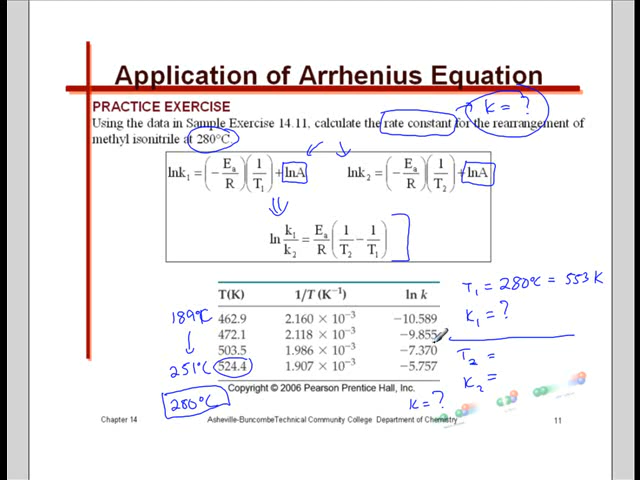 Application of Arrhenius Equation
PRACTICE EXERCISE
k = ?
Using the data in Sample Exercise 14.11, calculate the rate constant for the rearrangement of
methyl isonitrile at 280°C.
lnk₁ = (−Eₐ/R)(1/T₁) + lnA lnk₂ = (−Eₐ/R)(1/T₂) + lnA
ln k₁/k₂ = Eₐ/R (1/T₂ − 1/T₁)
T₁ = 280°C = 553 K
K₁ = ?
T₂ =
K₂ =
T(K) 1/T (K⁻¹) ln k
189°C 462.9 2.160 × 10⁻³ −10.589
472.1 2.118 × 10⁻³ −9.855
503.5 1.986 × 10⁻³ −7.370
251°C 524.4 1.907 × 10⁻³ −5.757
Copyright © 2006 Pearson Prentice Hall, Inc.
280°C
k = ?
Chapter 14 Asheville-BuncombeTechnical Community College Department of Chemistry 11